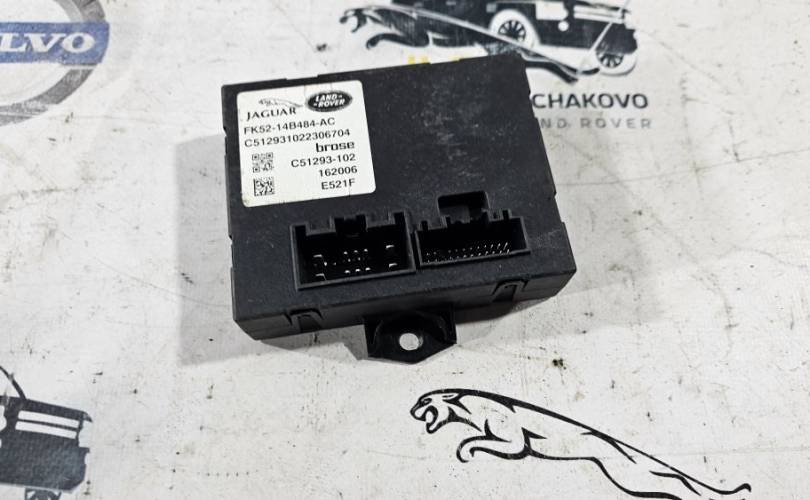 VOLVO
JAGUAR
LAND ROVER
FK52-14B484-AC
C512931022306704
brose
C51293-102
162006
E521F
CHAKOVO
ND ROVER